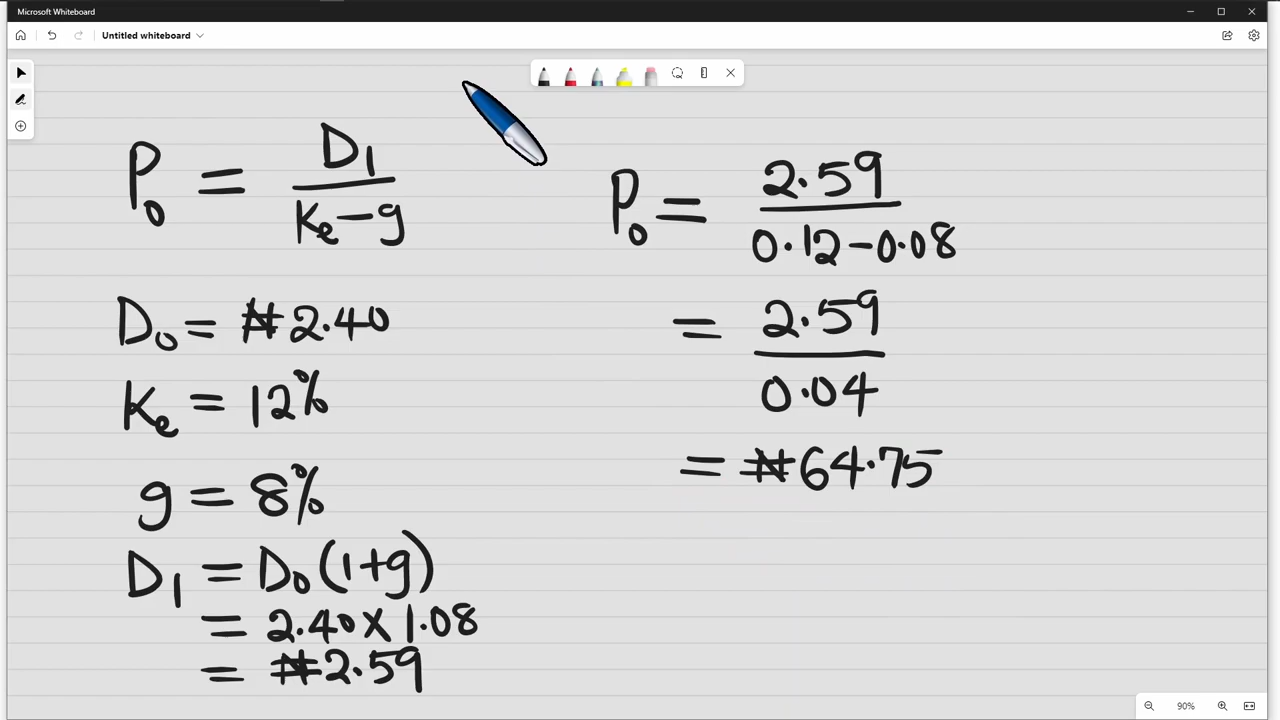 Microsoft Whiteboard
Untitled whiteboard
P₀ = D₁ / (Ke − g)
D₀ = ₦2.40
Ke = 12%
g = 8%
D₁ = D₀ (1+g)
= 2.40 × 1.08
= ₦2.59
P₀ = 2.59 / (0.12 − 0.08)
= 2.59 / 0.04
= ₦64.75
90%